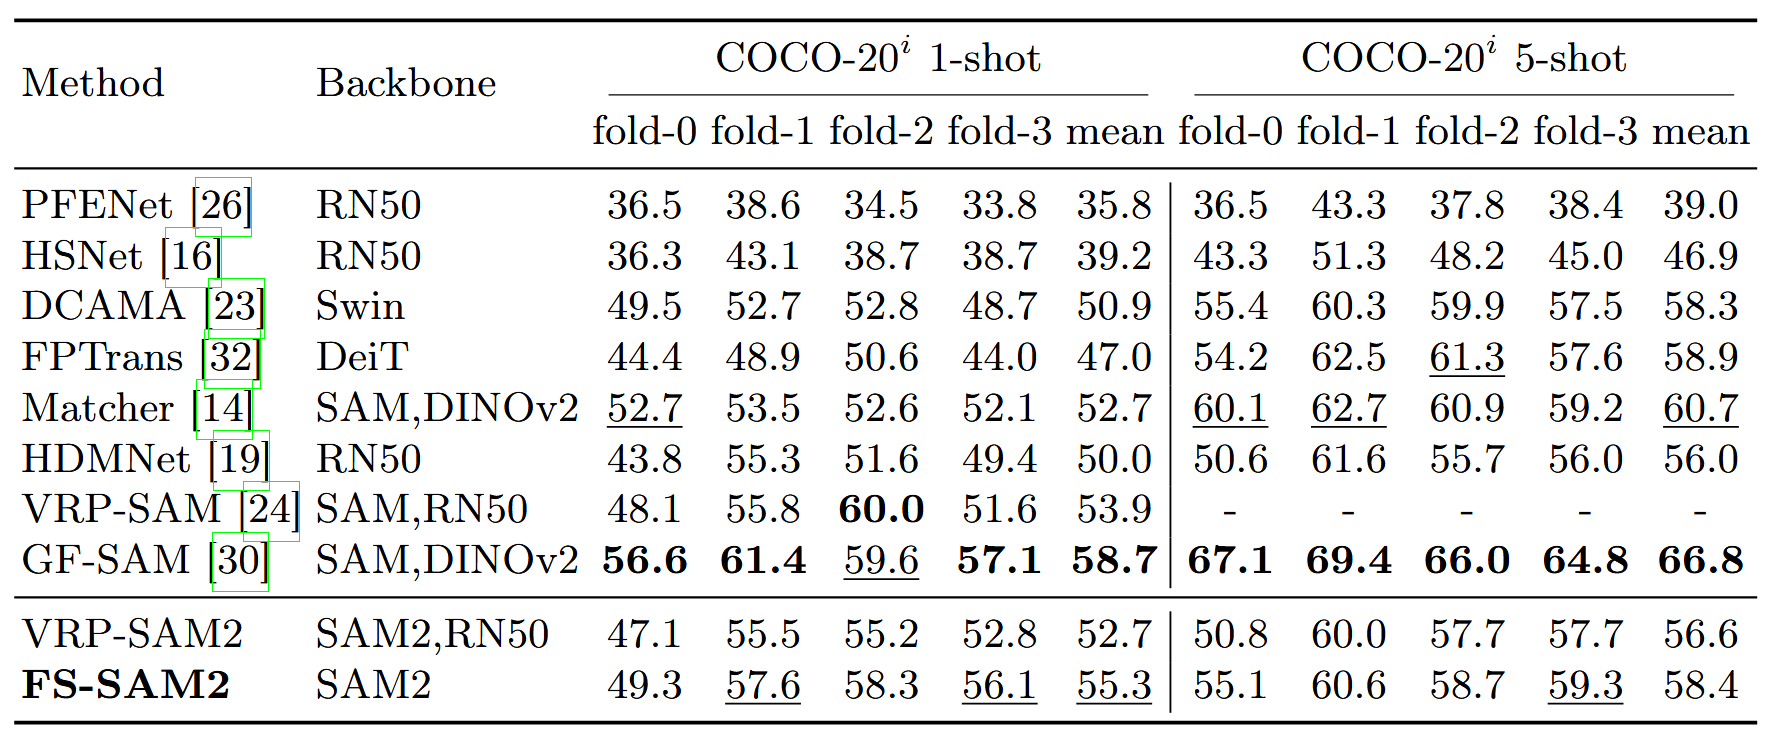 Method Backbone COCO-20^i 1-shot COCO-20^i 5-shot
fold-0 fold-1 fold-2 fold-3 mean fold-0 fold-1 fold-2 fold-3 mean
PFENet [26] RN50 36.5 38.6 34.5 33.8 35.8 36.5 43.3 37.8 38.4 39.0
HSNet [16] RN50 36.3 43.1 38.7 38.7 39.2 43.3 51.3 48.2 45.0 46.9
DCAMA [23] Swin 49.5 52.7 52.8 48.7 50.9 55.4 60.3 59.9 57.5 58.3
FPTrans [32] DeiT 44.4 48.9 50.6 44.0 47.0 54.2 62.5 61.3 57.6 58.9
Matcher [14] SAM,DINOv2 52.7 53.5 52.6 52.1 52.7 60.1 62.7 60.9 59.2 60.7
HDMNet [19] RN50 43.8 55.3 51.6 49.4 50.0 50.6 61.6 55.7 56.0 56.0
VRP-SAM [24] SAM,RN50 48.1 55.8 60.0 51.6 53.9 - - - - -
GF-SAM [30] SAM,DINOv2 56.6 61.4 59.6 57.1 58.7 67.1 69.4 66.0 64.8 66.8
VRP-SAM2 SAM2,RN50 47.1 55.5 55.2 52.8 52.7 50.8 60.0 57.7 57.7 56.6
FS-SAM2 SAM2 49.3 57.6 58.3 56.1 55.3 55.1 60.6 58.7 59.3 58.4